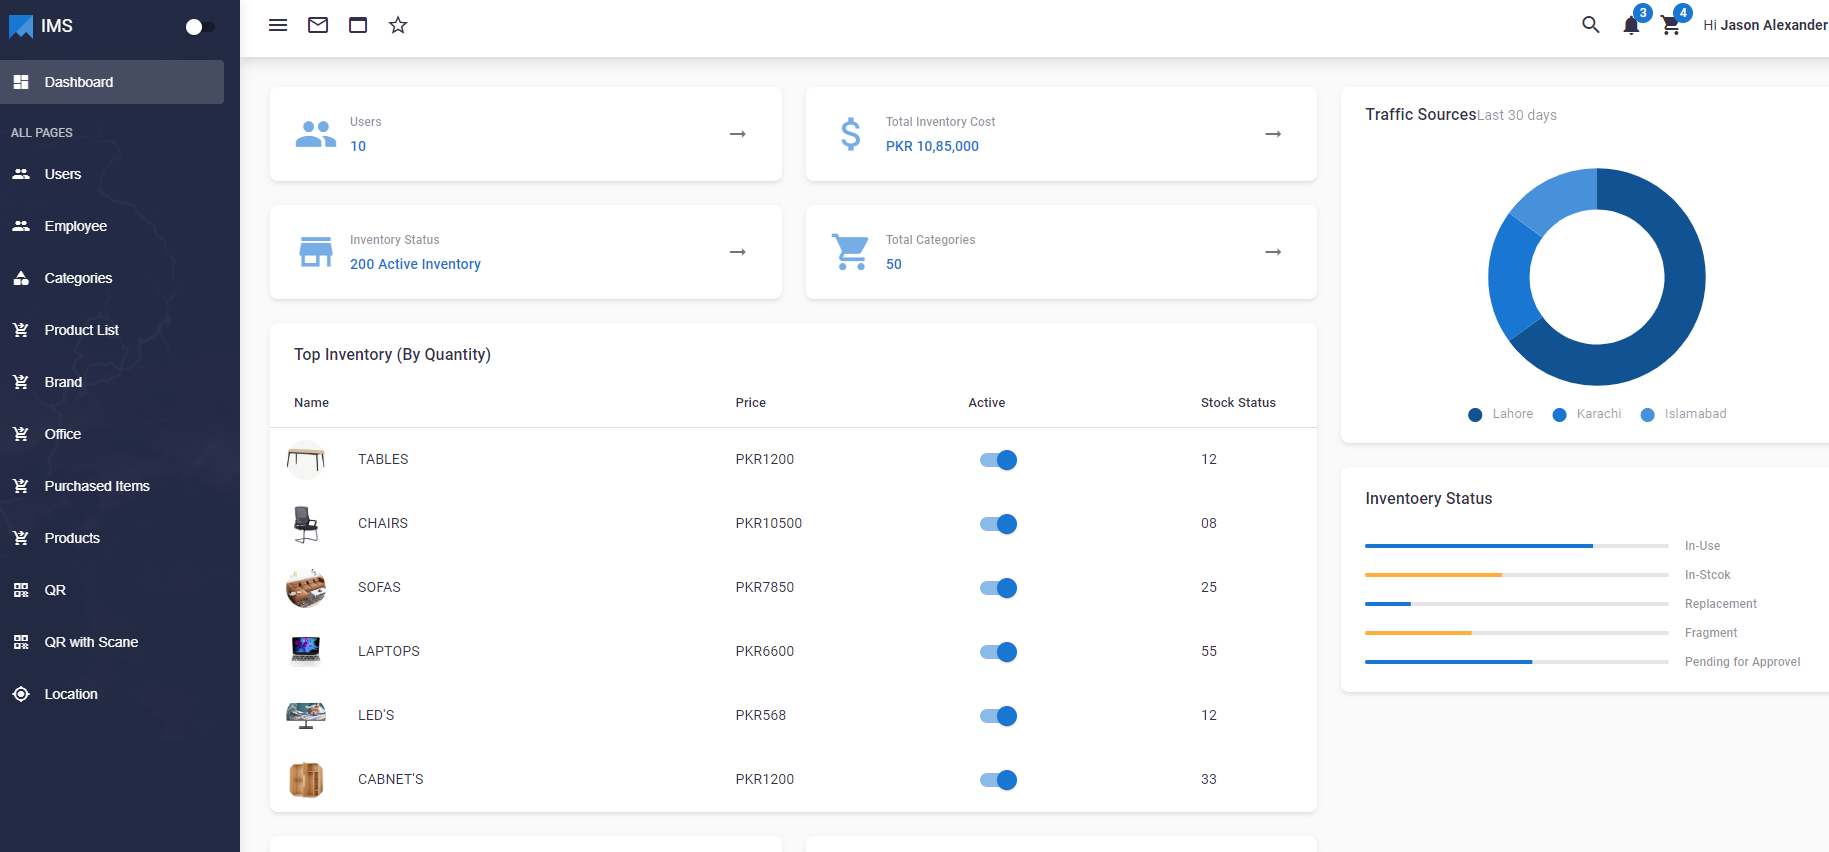 IMS
Dashboard
ALL PAGES
Users
Employee
Categories
Product List
Brand
Office
Purchased Items
Products
QR
QR with Scane
Location
3
4
Hi Jason Alexander
Users
10
Total Inventory Cost
PKR 10,85,000
Inventory Status
200 Active Inventory
Total Categories
50
Top Inventory (By Quantity)
Name Price Active Stock Status
TABLES PKR1200 12
CHAIRS PKR10500 08
SOFAS PKR7850 25
LAPTOPS PKR6600 55
LED'S PKR568 12
CABNET'S PKR1200 33
Traffic SourcesLast 30 days
Lahore Karachi Islamabad
Inventoery Status
In-Use
In-Stcok
Replacement
Fragment
Pending for Approvel